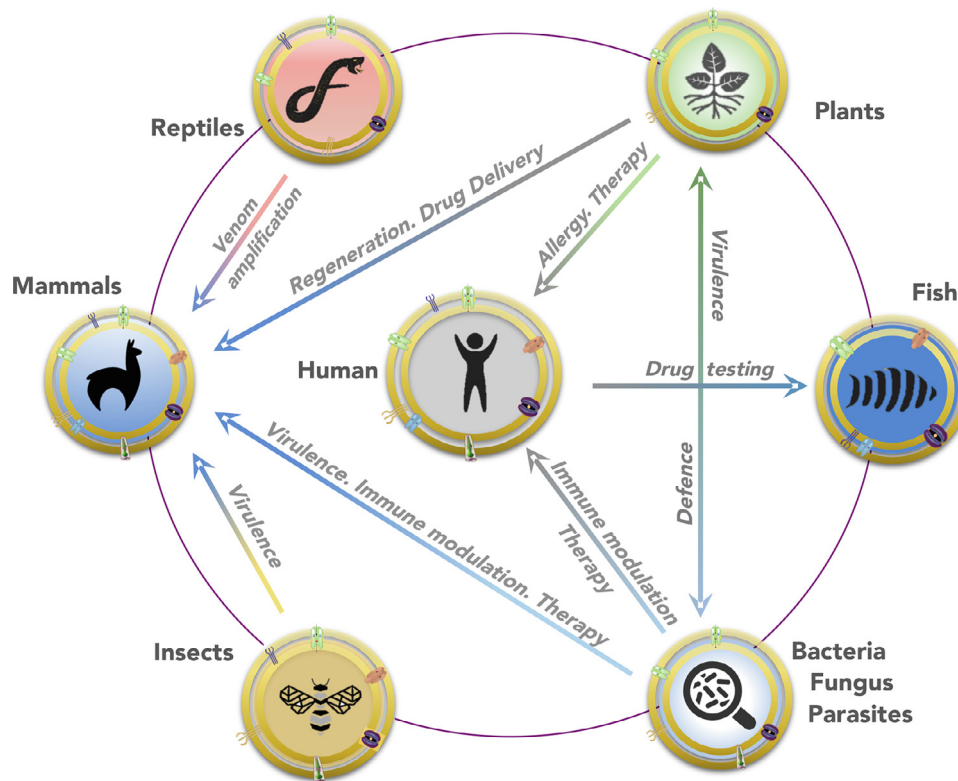 Reptiles
Plants
Venom
amplification
Regeneration. Drug Delivery
Allergy. Therapy
Virulence
Mammals
Fish
Human
Drug testing
Defence
Virulence. Immune modulation. Therapy
Immune modulation
Therapy
Virulence
Insects
Bacteria
Fungus
Parasites